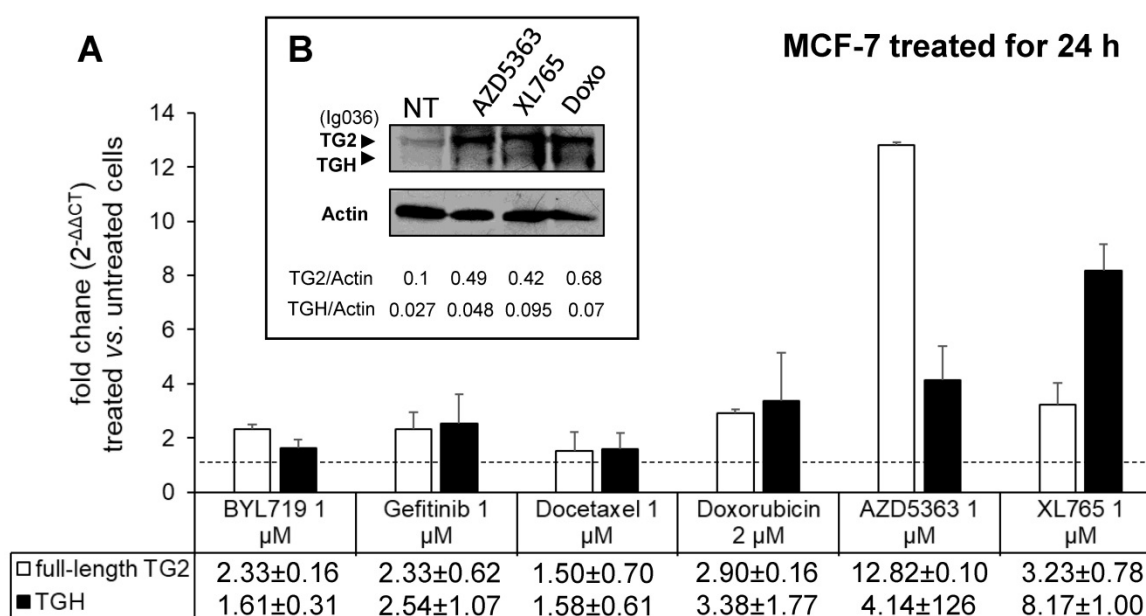 A
B
MCF-7 treated for 24 h
NT
AZD5363
XL765
Doxo
(Ig036)
TG2
TGH
Actin
TG2/Actin 0.1 0.49 0.42 0.68
TGH/Actin 0.027 0.048 0.095 0.07
fold chane (2-ΔΔCT)
treated vs. untreated cells
14
12
10
8
6
4
2
0
BYL719 1 µM
Gefitinib 1 µM
Docetaxel 1 µM
Doxorubicin 2 µM
AZD5363 1 µM
XL765 1 µM
full-length TG2 2.33±0.16 2.33±0.62 1.50±0.70 2.90±0.16 12.82±0.10 3.23±0.78
TGH 1.61±0.31 2.54±1.07 1.58±0.61 3.38±1.77 4.14±126 8.17±1.00